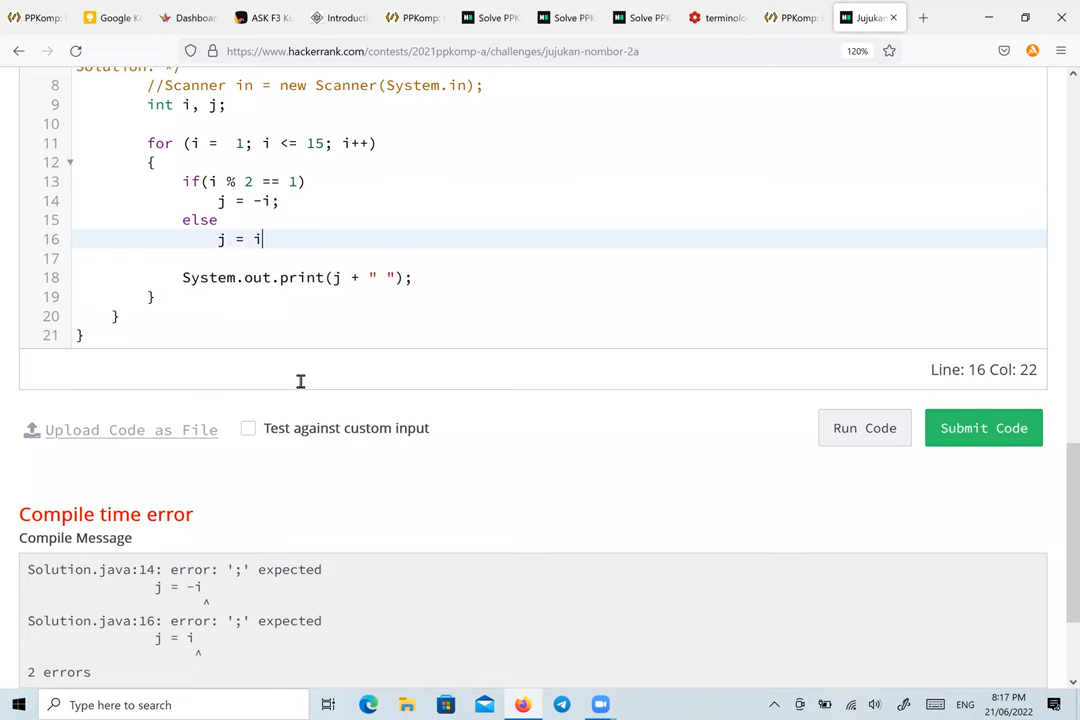 PPKomp:
Google K
Dashboar
ASK F3 K
Introducti
PPKomp:
Solve PPK
Solve PPK
Solve PPK
terminolo
PPKomp:
Jujukan
https://www.hackerrank.com/contests/2021ppkomp-a/challenges/jujukan-nombor-2a
120%
Solution. */
8 //Scanner in = new Scanner(System.in);
9 int i, j;
10
11 for (i =  1; i <= 15; i++)
12 {
13 if(i % 2 == 1)
14 j = -i;
15 else
16 j = i
17
18 System.out.print(j + " ");
19 }
20 }
21 }
Line: 16 Col: 22
Upload Code as File
Test against custom input
Run Code
Submit Code
Compile time error
Compile Message
Solution.java:14: error: ';' expected
j = -i
^
Solution.java:16: error: ';' expected
j = i
^
2 errors
Type here to search
ENG
8:17 PM
21/06/2022